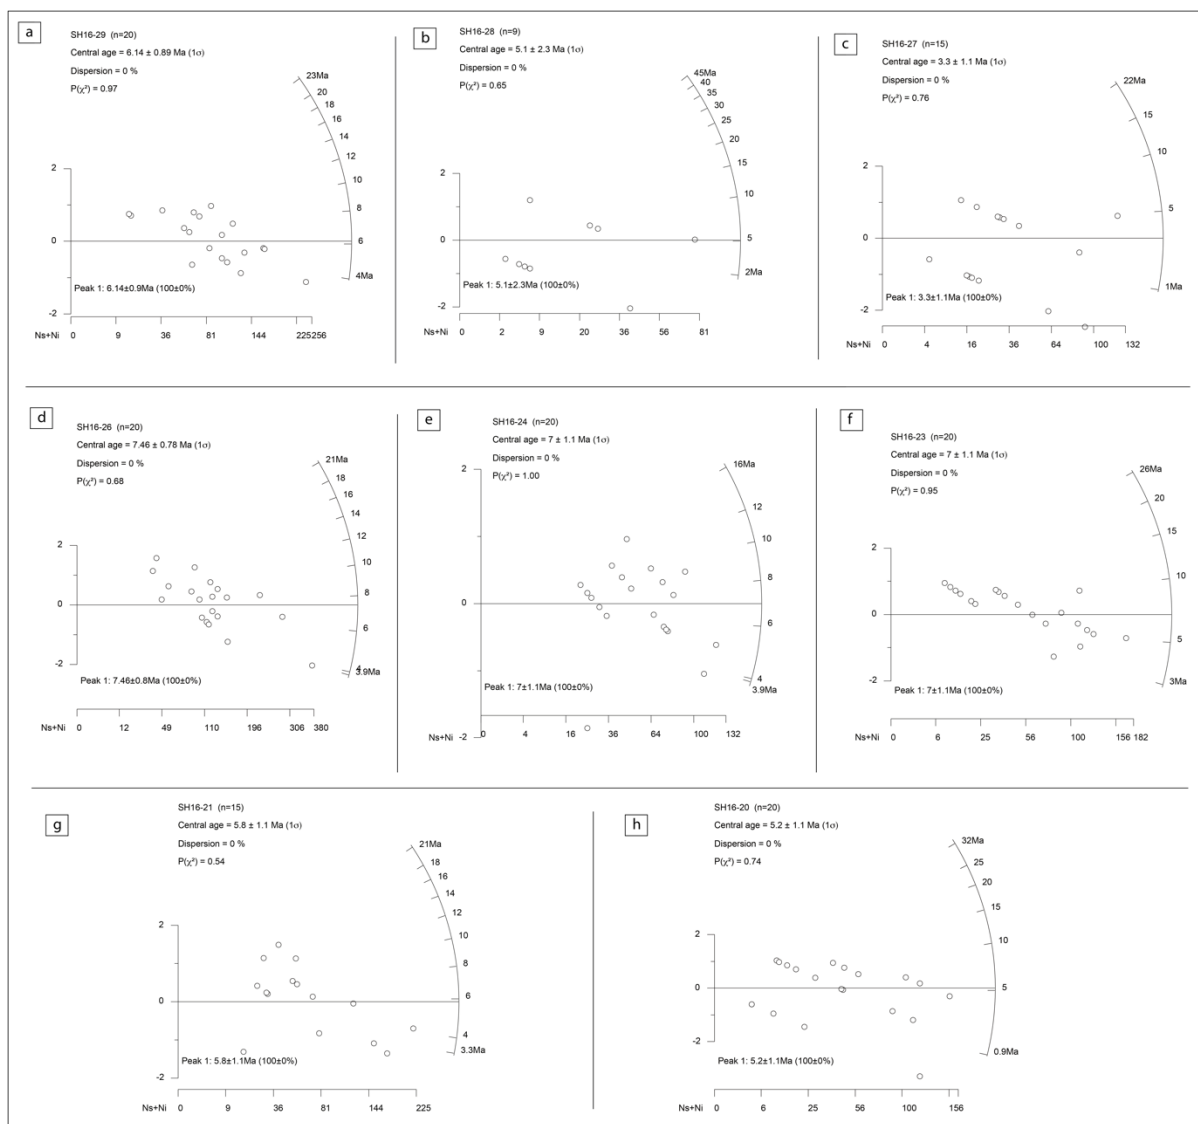 a
SH16-29 (n=20)
Central age = 6.14 ± 0.89 Ma (1σ)
Dispersion = 0 %
P(χ²) = 0.97
23Ma
20
18
16
14
12
10
8
6
4Ma
2
0
-2
Peak 1: 6.14±0.9Ma (100±0%)
Ns+Ni 0 9 36 81 144 225 256
b
SH16-28 (n=9)
Central age = 5.1 ± 2.3 Ma (1σ)
Dispersion = 0 %
P(χ²) = 0.65
45Ma
40
35
30
25
20
15
10
5
2Ma
2
0
-2
Peak 1: 5.1±2.3Ma (100±0%)
Ns+Ni 0 2 9 20 36 56 81
c
SH16-27 (n=15)
Central age = 3.3 ± 1.1 Ma (1σ)
Dispersion = 0 %
P(χ²) = 0.76
22Ma
15
10
5
1Ma
2
0
-2
Peak 1: 3.3±1.1Ma (100±0%)
Ns+Ni 0 4 16 36 64 100 132
d
SH16-26 (n=20)
Central age = 7.46 ± 0.78 Ma (1σ)
Dispersion = 0 %
P(χ²) = 0.68
21Ma
18
16
14
12
10
8
6
4
3.9Ma
2
0
-2
Peak 1: 7.46±0.8Ma (100±0%)
Ns+Ni 0 12 49 110 196 306 380
e
SH16-24 (n=20)
Central age = 7 ± 1.1 Ma (1σ)
Dispersion = 0 %
P(χ²) = 1.00
16Ma
12
10
8
6
4
3.9Ma
2
0
-2
Peak 1: 7±1.1Ma (100±0%)
Ns+Ni 0 4 16 36 64 100 132
f
SH16-23 (n=20)
Central age = 7 ± 1.1 Ma (1σ)
Dispersion = 0 %
P(χ²) = 0.95
26Ma
20
15
10
5
3Ma
2
0
-2
Peak 1: 7±1.1Ma (100±0%)
Ns+Ni 0 6 25 56 100 156 182
g
SH16-21 (n=15)
Central age = 5.8 ± 1.1 Ma (1σ)
Dispersion = 0 %
P(χ²) = 0.54
21Ma
18
16
14
12
10
8
6
4
3.3Ma
2
0
-2
Peak 1: 5.8±1.1Ma (100±0%)
Ns+Ni 0 9 36 81 144 225
h
SH16-20 (n=20)
Central age = 5.2 ± 1.1 Ma (1σ)
Dispersion = 0 %
P(χ²) = 0.74
32Ma
25
20
15
10
5
0.9Ma
2
0
-2
Peak 1: 5.2±1.1Ma (100±0%)
Ns+Ni 0 6 25 56 100 156